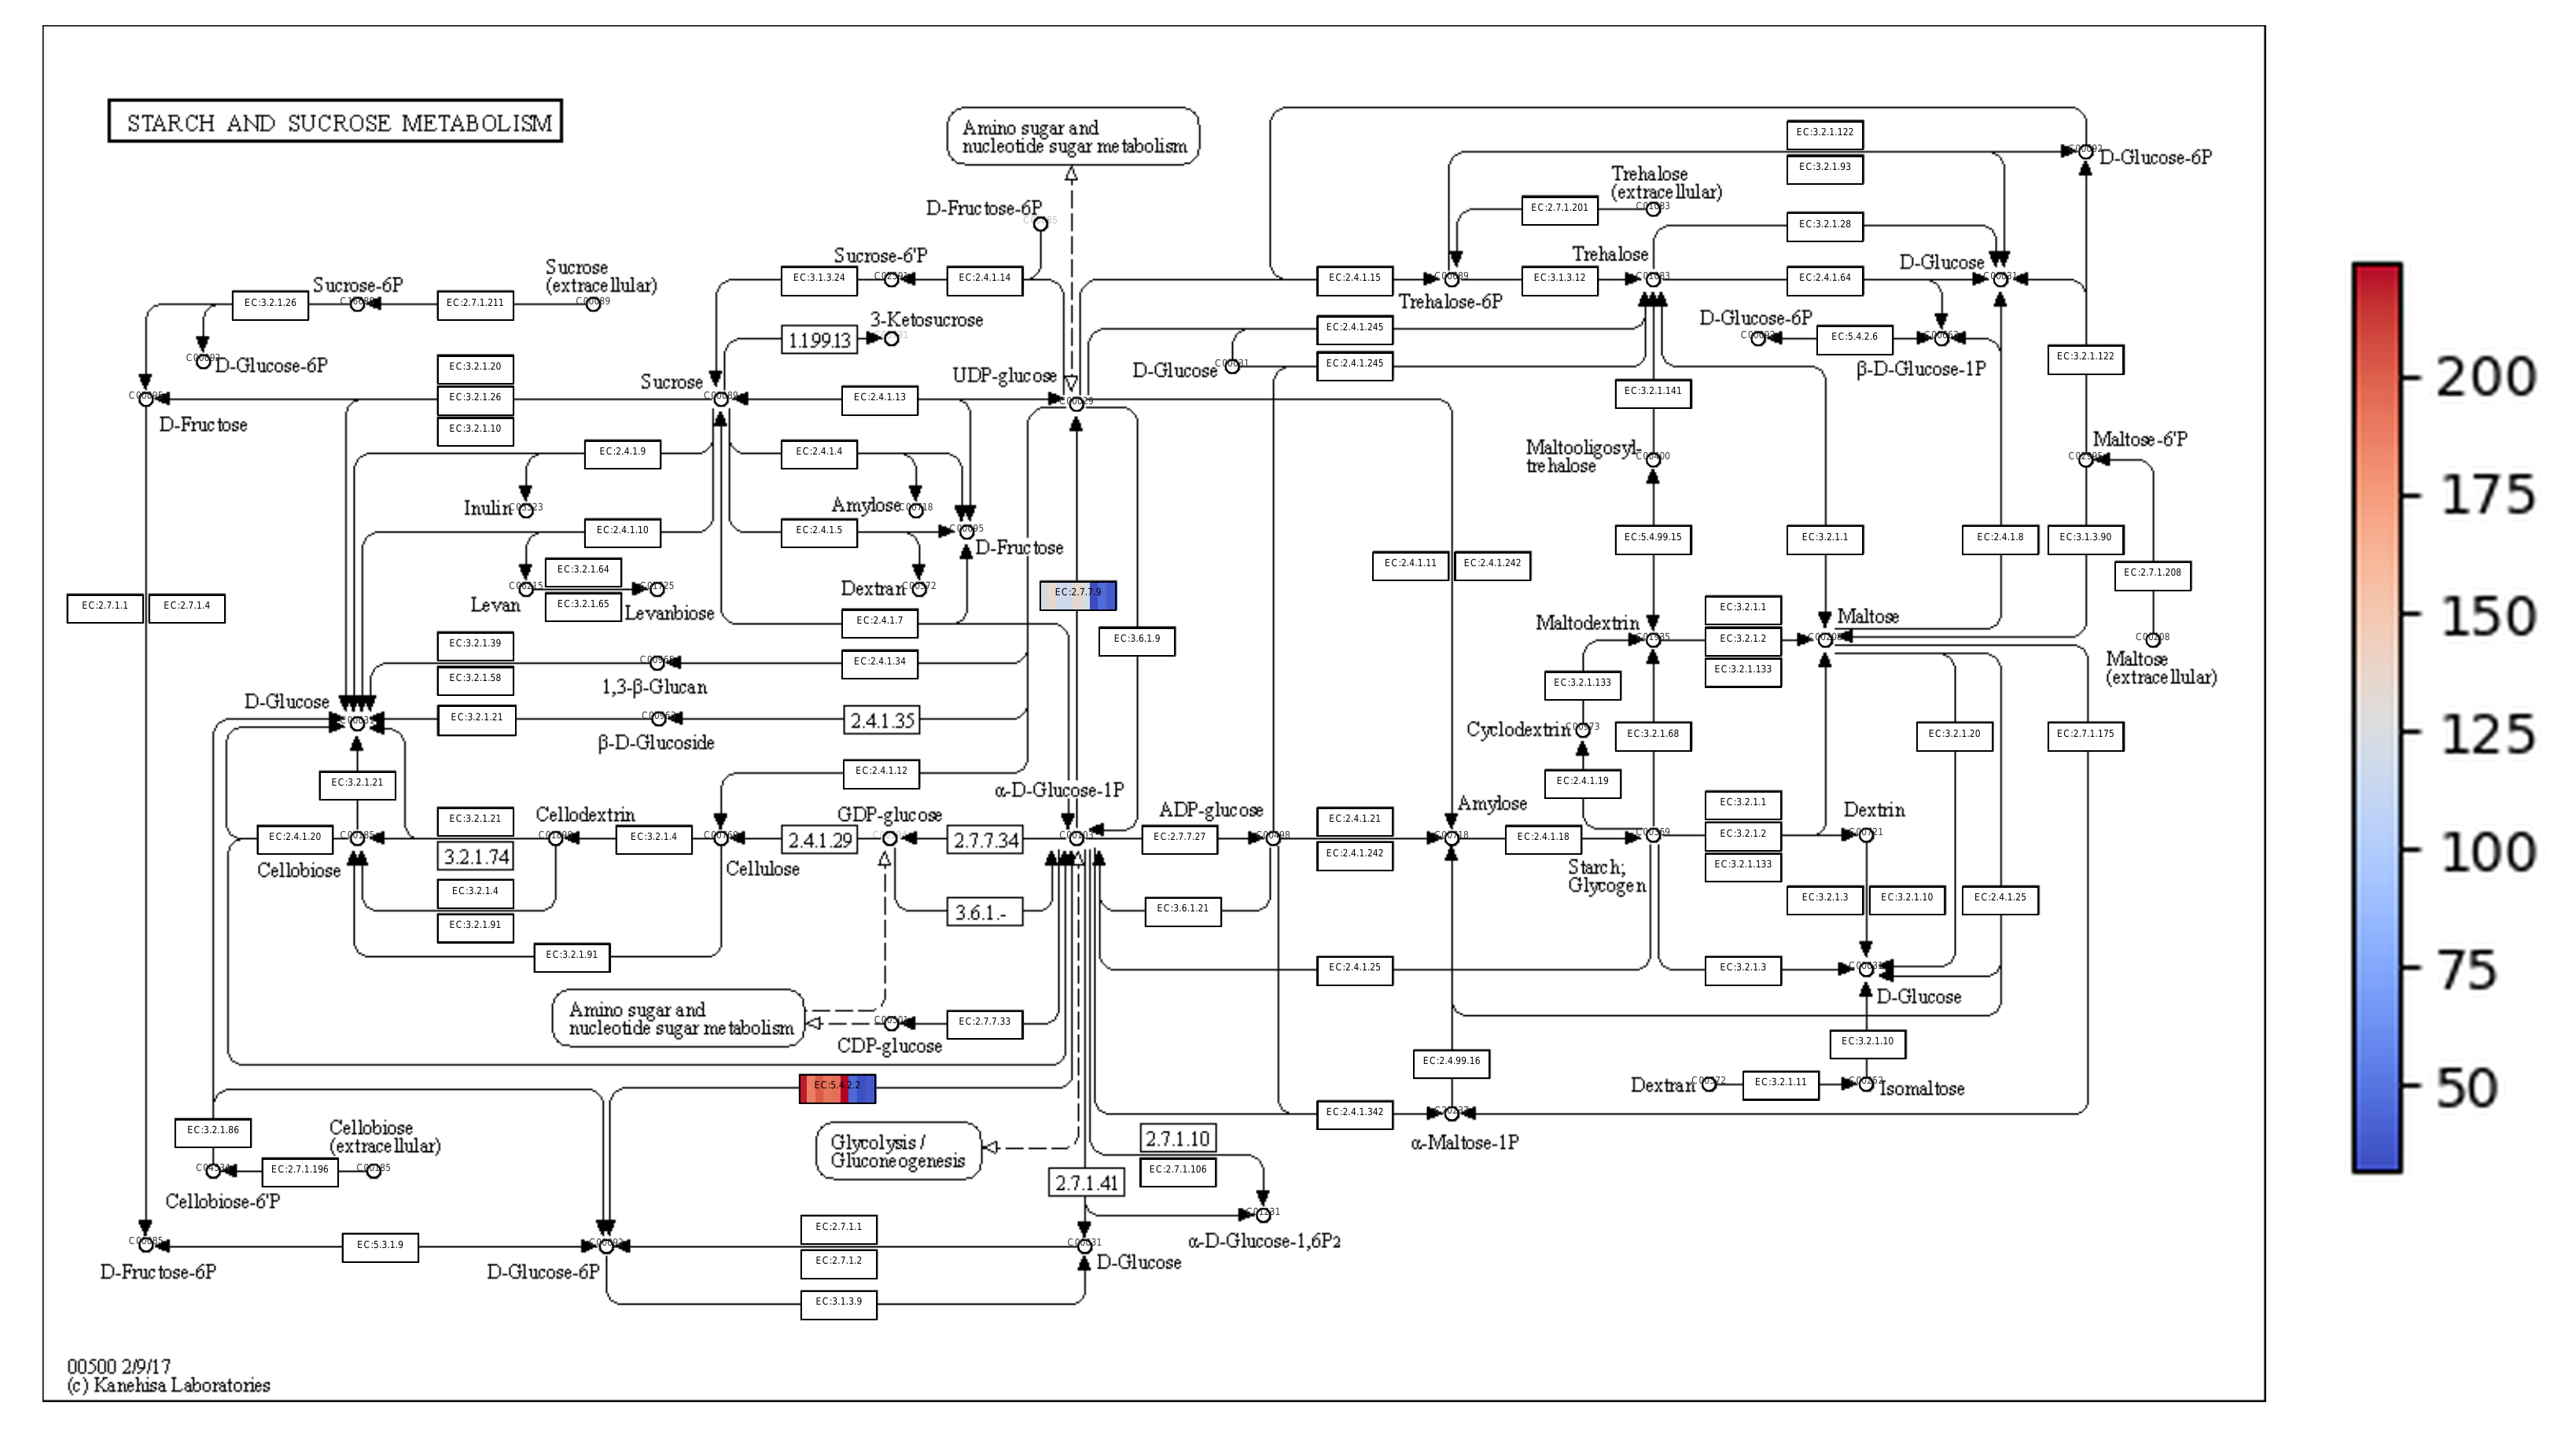 STARCH AND SUCROSE METABOLISM
Amino sugar and
nucleotide sugar metabolism
EC:3.2.1.122
D-Glucose-6P
EC:3.2.1.93
Trehalose
(extracellular)
EC:2.7.1.201
D-Fructose-6P
EC:3.2.1.28
Sucrose-6'P
Trehalose
D-Glucose
Sucrose
(extracellular)
Sucrose-6P
EC:3.1.3.24
EC:2.4.1.14
EC:2.4.1.15
Trehalose-6P
EC:3.1.3.12
EC:2.4.1.64
EC:3.2.1.26
EC:2.7.1.211
3-Ketosucrose
1.1.99.13
EC:2.4.1.245
D-Glucose-6P
EC:5.4.2.6
β-D-Glucose-1P
D-Glucose-6P
EC:3.2.1.20
D-Glucose
EC:2.4.1.245
EC:3.2.1.122
Sucrose
UDP-glucose
EC:3.2.1.26
EC:2.4.1.13
EC:3.2.1.141
D-Fructose
EC:3.2.1.10
Maltose-6'P
EC:2.4.1.9
EC:2.4.1.4
Maltooligosyl-
trehalose
Inulin
Amylose
EC:2.4.1.10
EC:2.4.1.5
D-Fructose
EC:5.4.99.15
EC:3.2.1.1
EC:2.4.1.8
EC:3.1.3.90
EC:3.2.1.64
EC:2.4.1.11
EC:2.4.1.242
EC:2.7.1.208
Levan
EC:3.2.1.65
Levanbiose
Dextran
EC:2.7.7.9
EC:2.7.1.1
EC:2.7.1.4
EC:2.4.1.7
EC:3.6.1.9
Maltodextrin
EC:3.2.1.1
EC:3.2.1.2
EC:3.2.1.133
Maltose
Maltose
(extracellular)
EC:3.2.1.39
EC:2.4.1.34
EC:3.2.1.58
1,3-β-Glucan
EC:3.2.1.133
D-Glucose
EC:3.2.1.21
2.4.1.35
β-D-Glucoside
Cyclodextrin
EC:3.2.1.68
EC:3.2.1.20
EC:2.7.1.175
EC:3.2.1.21
EC:2.4.1.12
α-D-Glucose-1P
EC:2.4.1.19
EC:2.4.1.20
Cellobiose
EC:3.2.1.21
3.2.1.74
EC:3.2.1.4
EC:3.2.1.91
Cellodextrin
EC:3.2.1.4
Cellulose
2.4.1.29
GDP-glucose
2.7.7.34
EC:2.7.7.27
ADP-glucose
EC:2.4.1.21
EC:2.4.1.242
Amylose
EC:2.4.1.18
Starch;
Glycogen
EC:3.2.1.1
EC:3.2.1.2
EC:3.2.1.133
Dextrin
3.6.1.-
EC:3.6.1.21
EC:3.2.1.3
EC:3.2.1.10
EC:2.4.1.25
EC:3.2.1.91
EC:2.4.1.25
EC:3.2.1.3
D-Glucose
Amino sugar and
nucleotide sugar metabolism
EC:2.7.7.33
CDP-glucose
EC:3.2.1.10
EC:2.4.99.16
EC:5.4.2.2
Dextran
EC:3.2.1.11
Isomaltose
EC:2.4.1.342
α-Maltose-1P
EC:3.2.1.86
Cellobiose
(extracellular)
EC:2.7.1.196
Cellobiose-6'P
Glycolysis /
Gluconeogenesis
2.7.1.10
EC:2.7.1.106
2.7.1.41
α-D-Glucose-1,6P2
EC:2.7.1.1
EC:5.3.1.9
D-Fructose-6P
D-Glucose-6P
EC:2.7.1.2
D-Glucose
EC:3.1.3.9
00500 2/9/17
(c) Kanehisa Laboratories
200
175
150
125
100
75
50